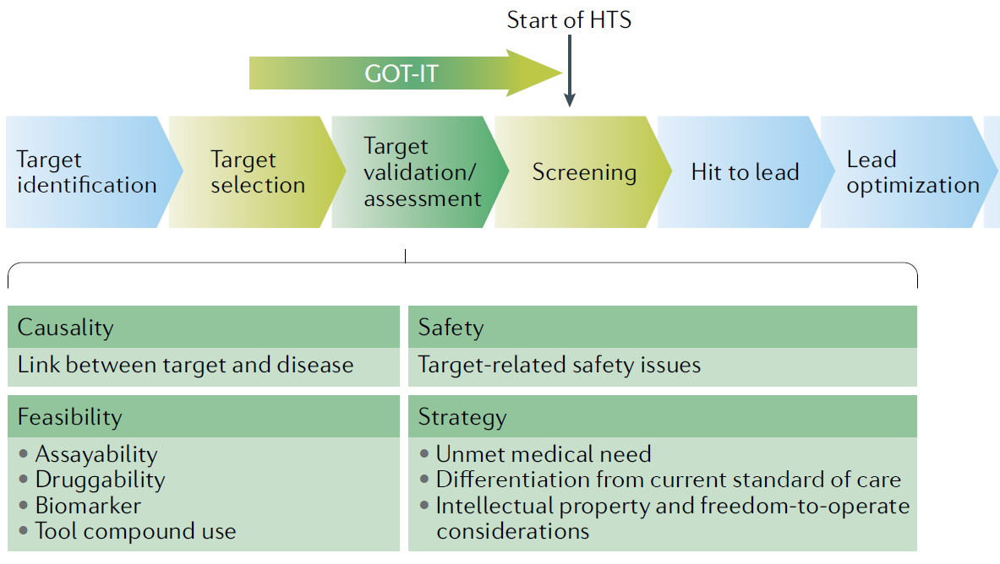 Start of HTS
GOT-IT
Target
identification
Target
selection
Target
validation/
assessment
Screening
Hit to lead
Lead
optimization
Causality
Link between target and disease
Safety
Target-related safety issues
Feasibility
• Assayability
• Druggability
• Biomarker
• Tool compound use
Strategy
• Unmet medical need
• Differentiation from current standard of care
• Intellectual property and freedom-to-operate
considerations